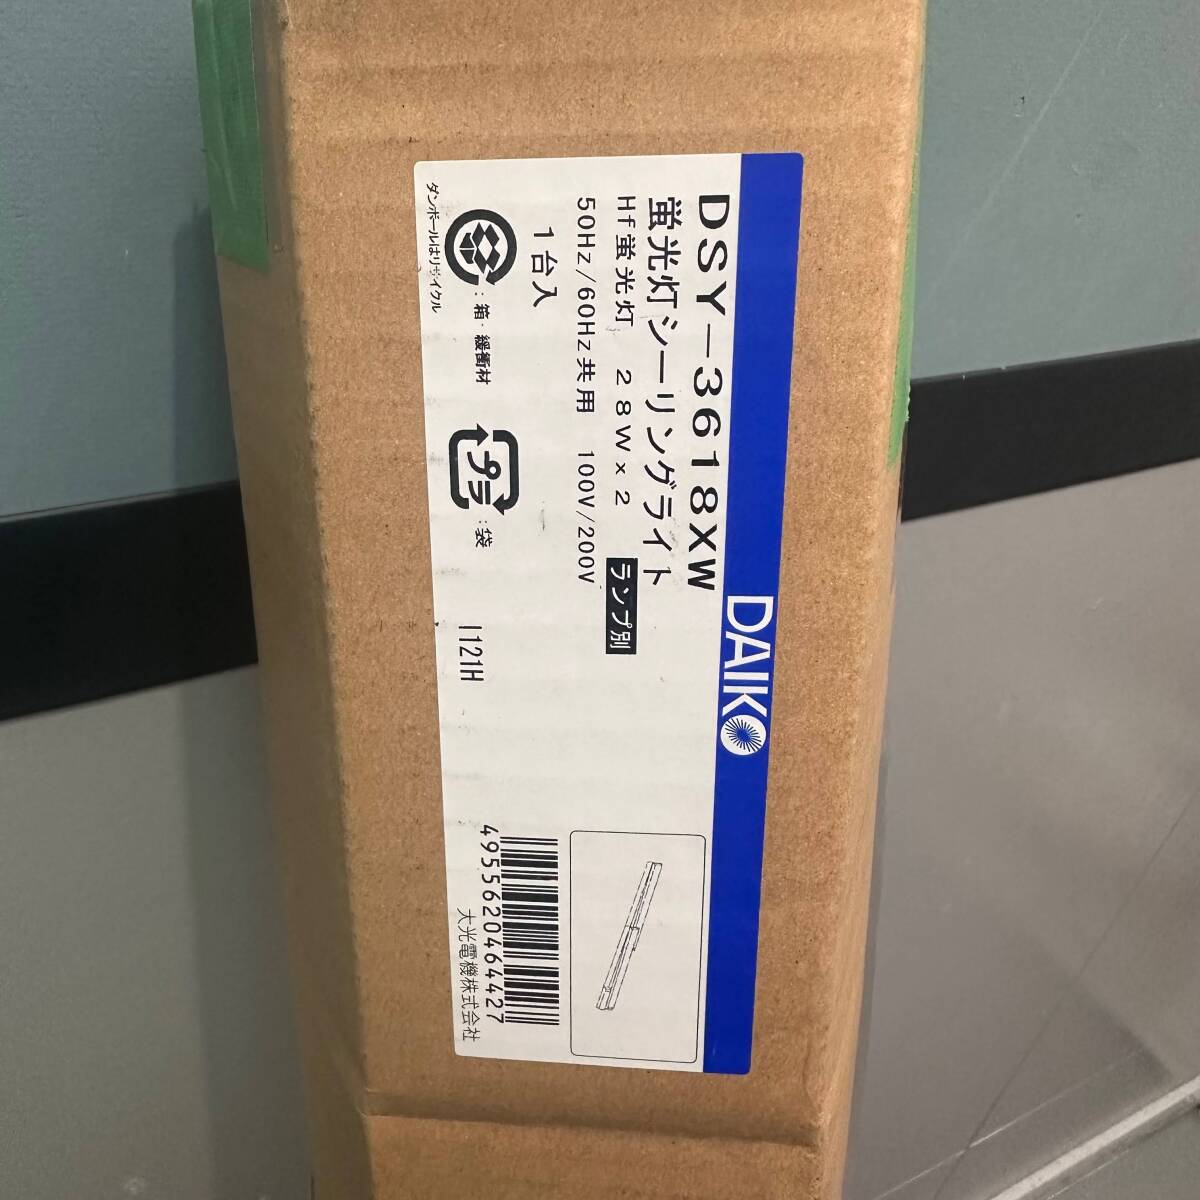 DAIKO
DSY-3618XW
蛍光灯シーリングライト
Hf蛍光灯 28W×2 ランプ別
50Hz/60Hz共用 100V/200V
1台入
:箱・緩衝材
プラ
:袋
ダンボールはリサイクル
I121H
4955620464427
大光電機株式会社